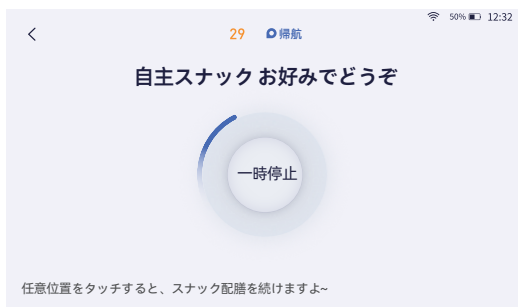 50% 12:32
29 帰航
自主スナック お好みでどうぞ
一時停止
任意位置をタッチすると、スナック配膳を続けますよ~